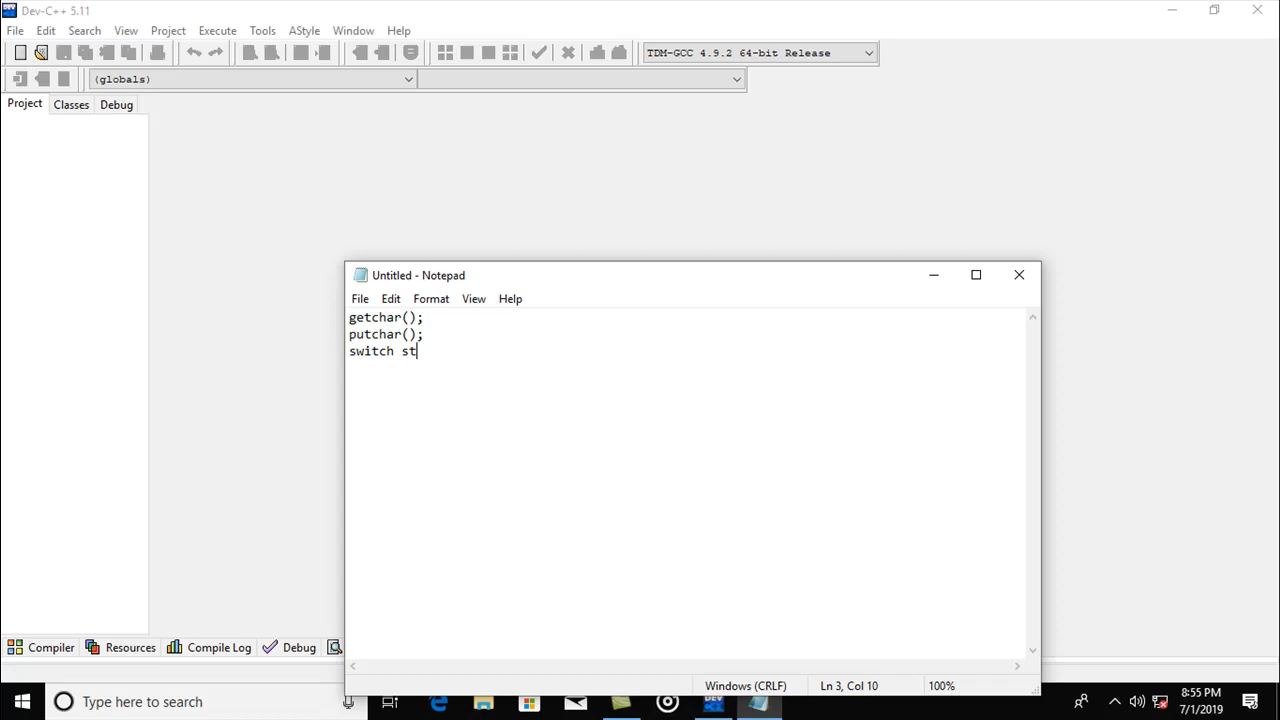 Dev-C++ 5.11
File Edit Search View Project Execute Tools AStyle Window Help
TDM-GCC 4.9.2 64-bit Release
(globals)
Project Classes Debug
Untitled - Notepad
File Edit Format View Help
getchar();
putchar();
switch st
Compiler Resources Compile Log Debug
Windows (CRLF) Ln 3, Col 10 100%
Type here to search
DEV
8:55 PM
7/1/2019